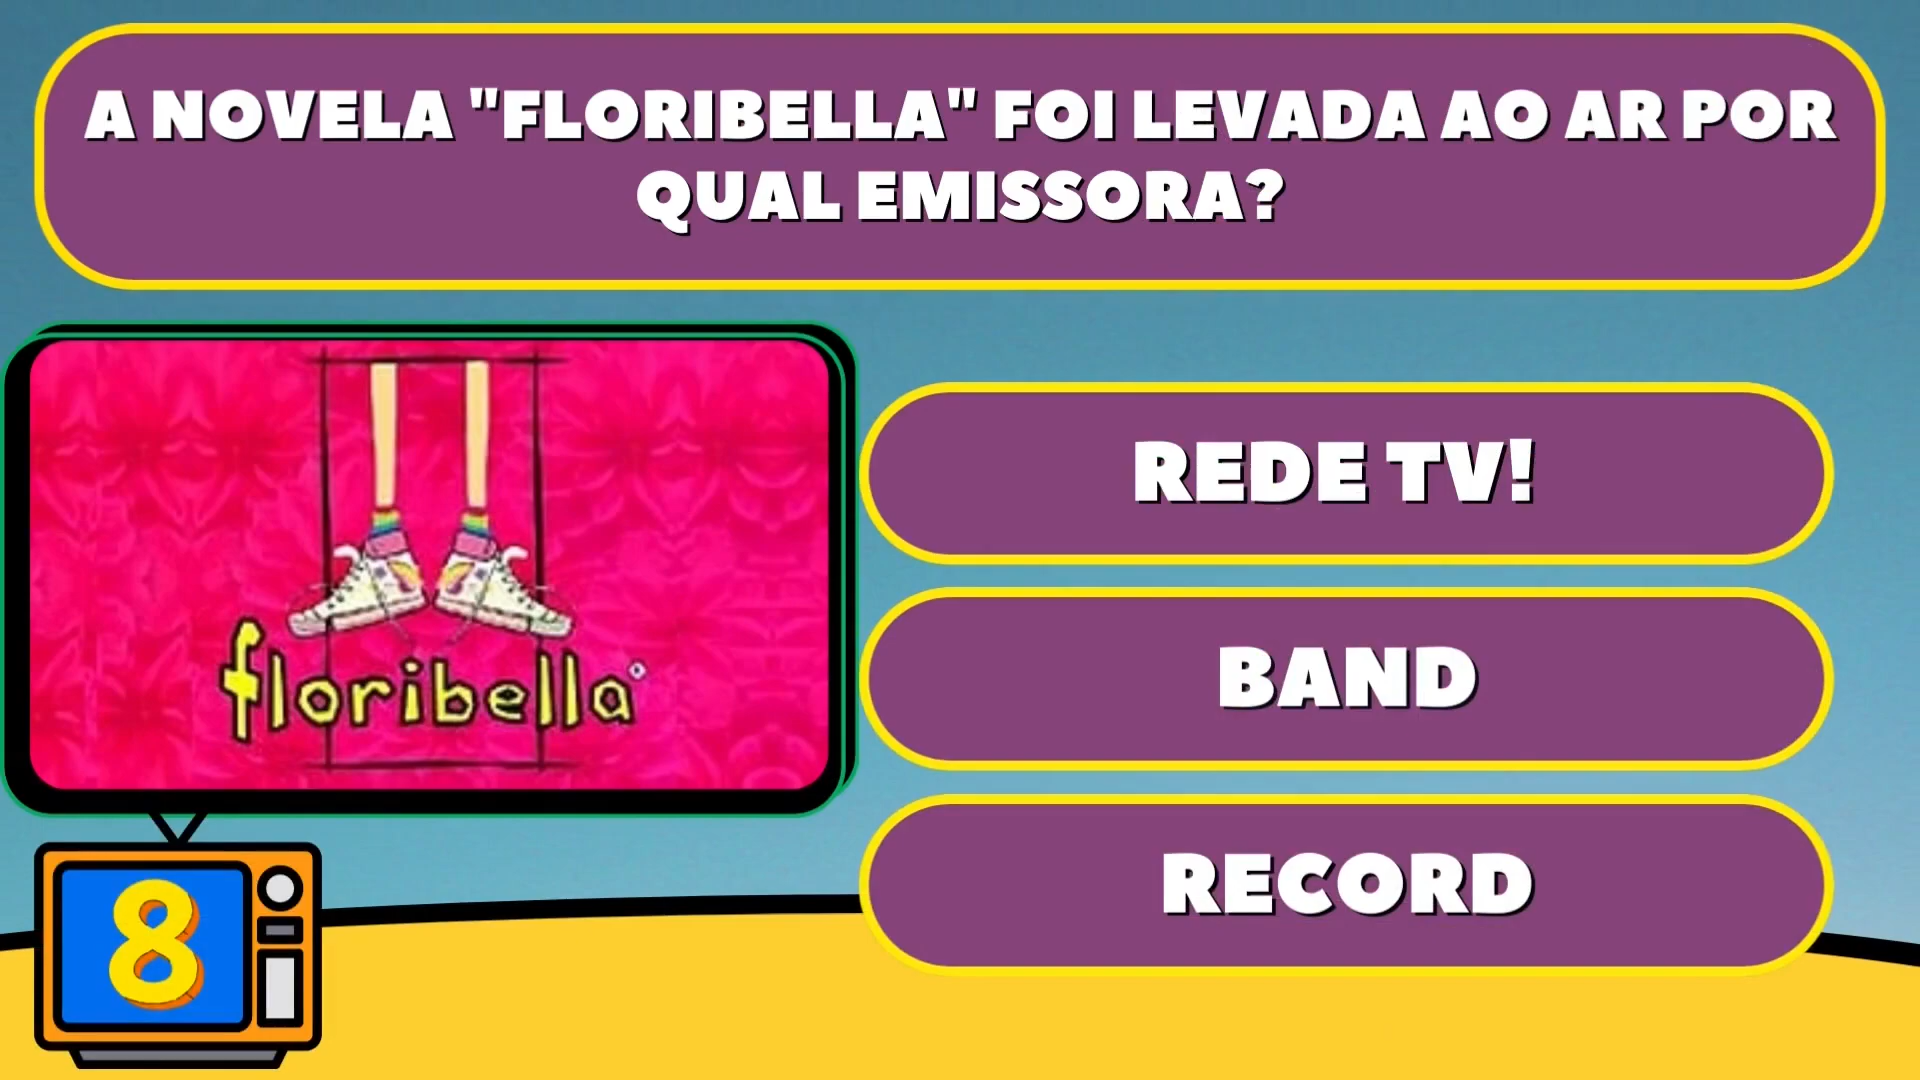 A NOVELA "FLORIBELLA" FOI LEVADA AO AR POR
QUAL EMISSORA?
floribella
REDE TV!
BAND
RECORD
8